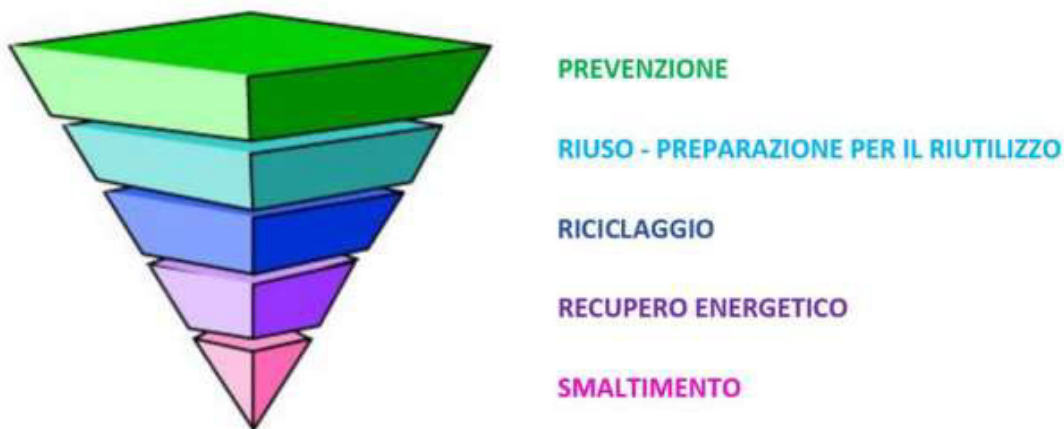 PREVENZIONE
RIUSO - PREPARAZIONE PER IL RIUTILIZZO
RICICLAGGIO
RECUPERO ENERGETICO
SMALTIMENTO